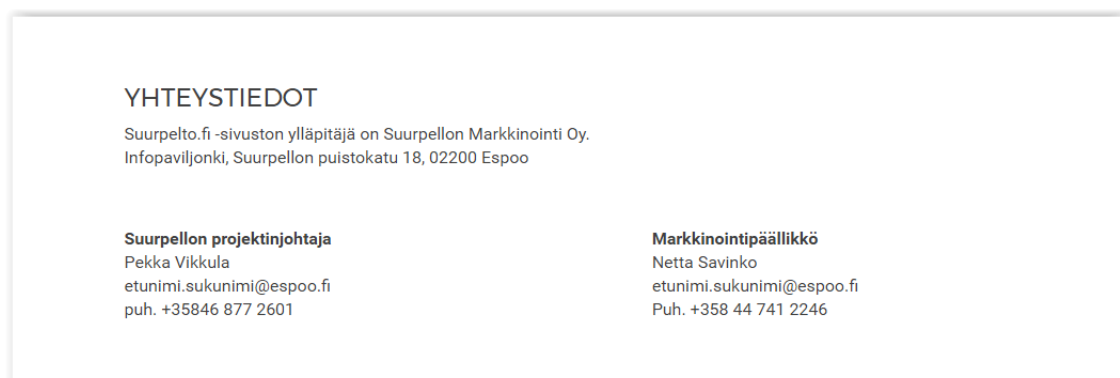 YHTEYSTIEDOT
Suurpelto.fi -sivuston ylläpitäjä on Suurpellon Markkinointi Oy.
Infopaviljonki, Suurpellon puistokatu 18, 02200 Espoo
Suurpellon projektinjohtaja
Pekka Vikkula
etunimi.sukunimi@espoo.fi
puh. +35846 877 2601
Markkinointipäällikkö
Netta Savinko
etunimi.sukunimi@espoo.fi
Puh. +358 44 741 2246